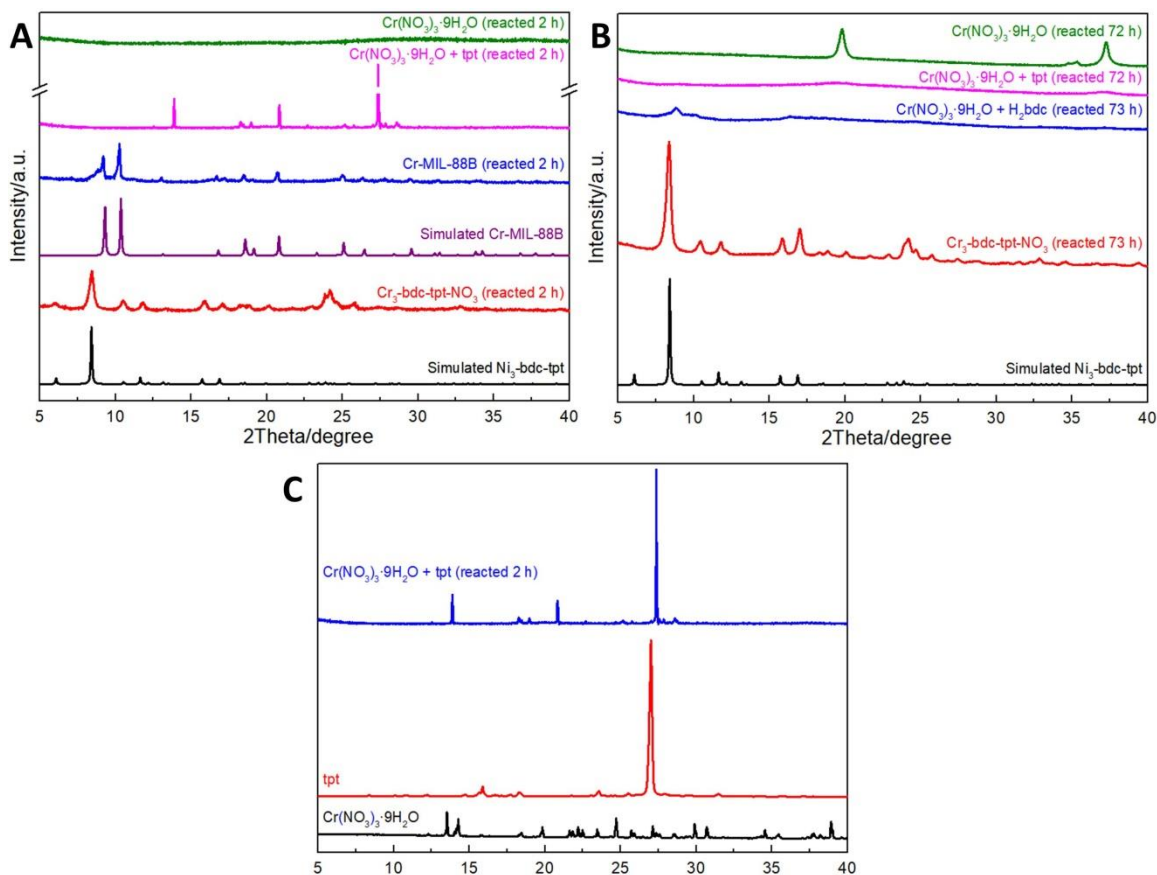 A
Cr(NO₃)₃·9H₂O (reacted 2 h)
Cr(NO₃)₃·9H₂O + tpt (reacted 2 h)
Cr-MIL-88B (reacted 2 h)
Simulated Cr-MIL-88B
Cr₃-bdc-tpt-NO₃ (reacted 2 h)
Simulated Ni₃-bdc-tpt
Intensity/a.u.
5 10 15 20 25 30 35 40
2Theta/degree
B
Cr(NO₃)₃·9H₂O (reacted 72 h)
Cr(NO₃)₃·9H₂O + tpt (reacted 72 h)
Cr(NO₃)₃·9H₂O + H₂bdc (reacted 73 h)
Cr₃-bdc-tpt-NO₃ (reacted 73 h)
Simulated Ni₃-bdc-tpt
Intensity/a.u.
5 10 15 20 25 30 35 40
2Theta/degree
C
Cr(NO₃)₃·9H₂O + tpt (reacted 2 h)
tpt
Cr(NO₃)₃·9H₂O
5 10 15 20 25 30 35 40